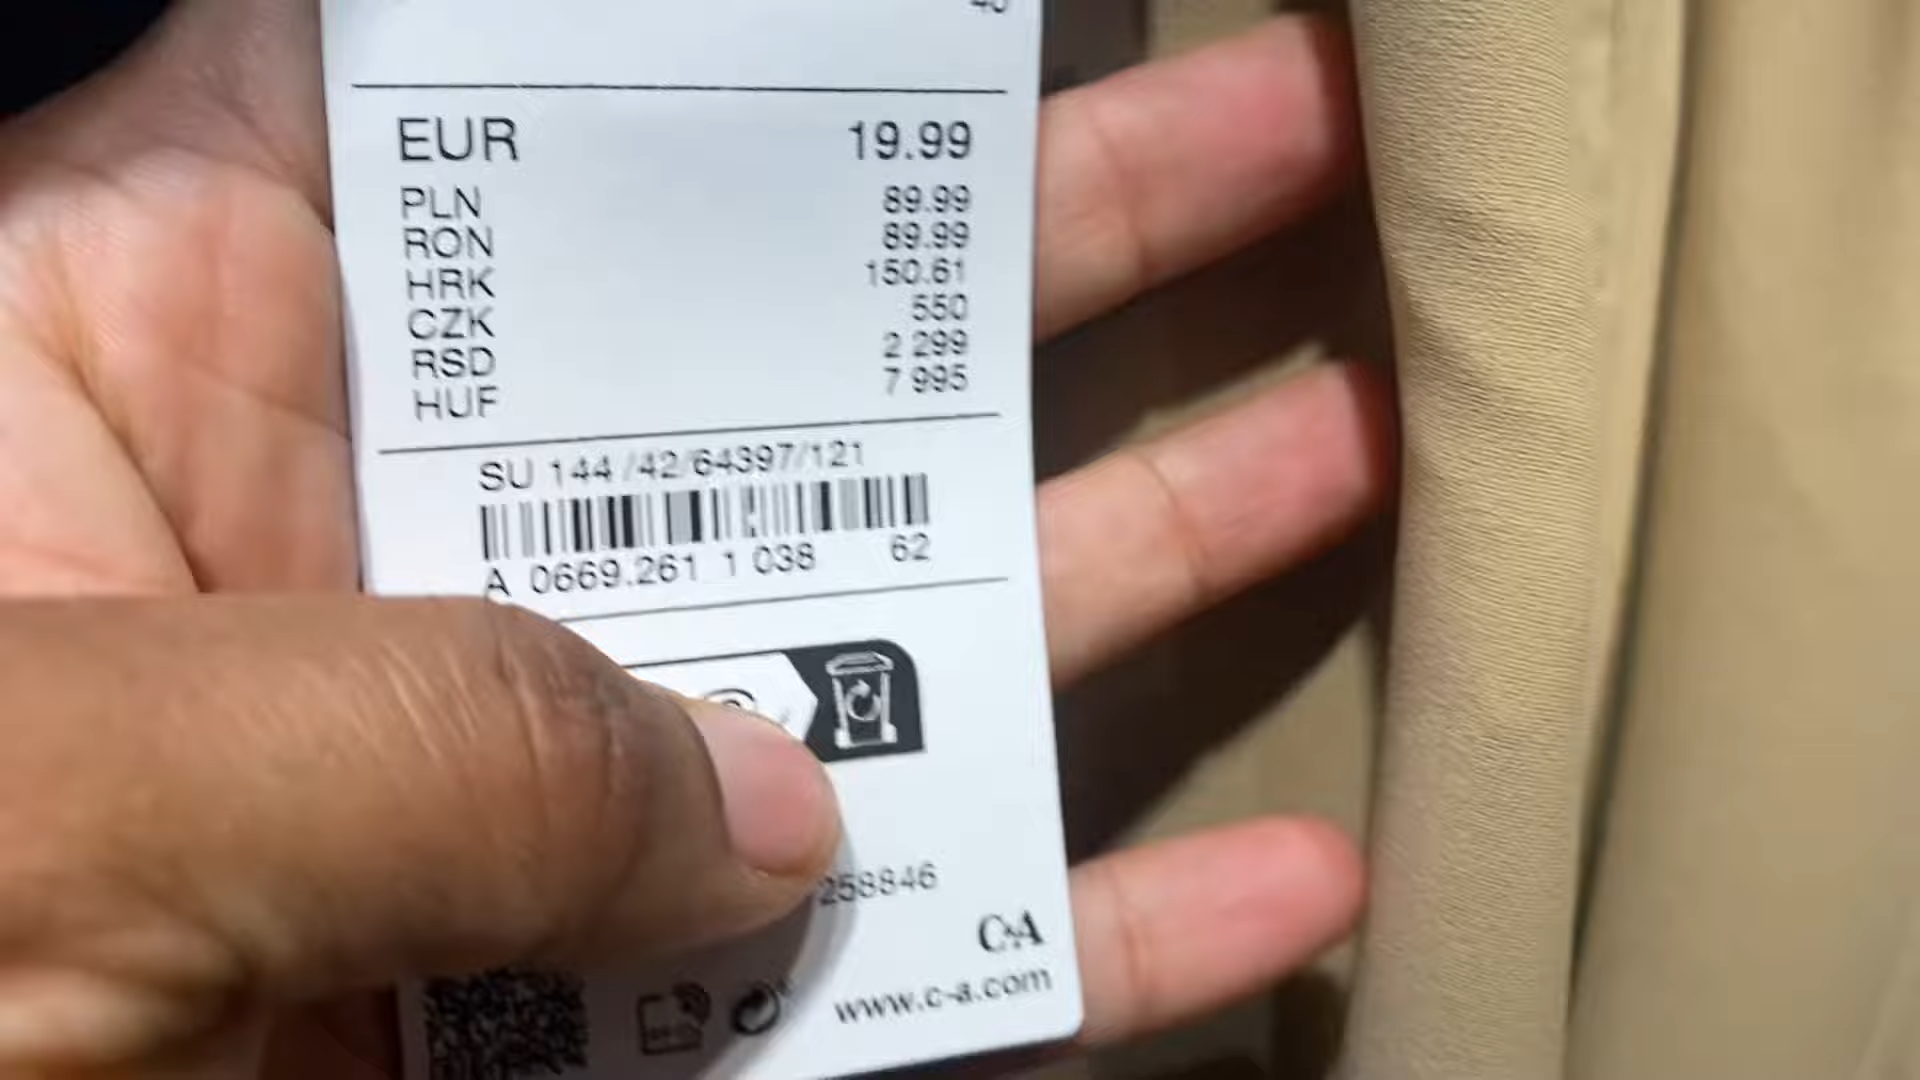 EUR 19.99
PLN 89.99
RON 89.99
HRK 150.61
CZK 550
RSD 2 299
HUF 7 995
SU 144 /42/64397/121
A 0669.261 1 038 62
258846
C&A
www.c-a.com